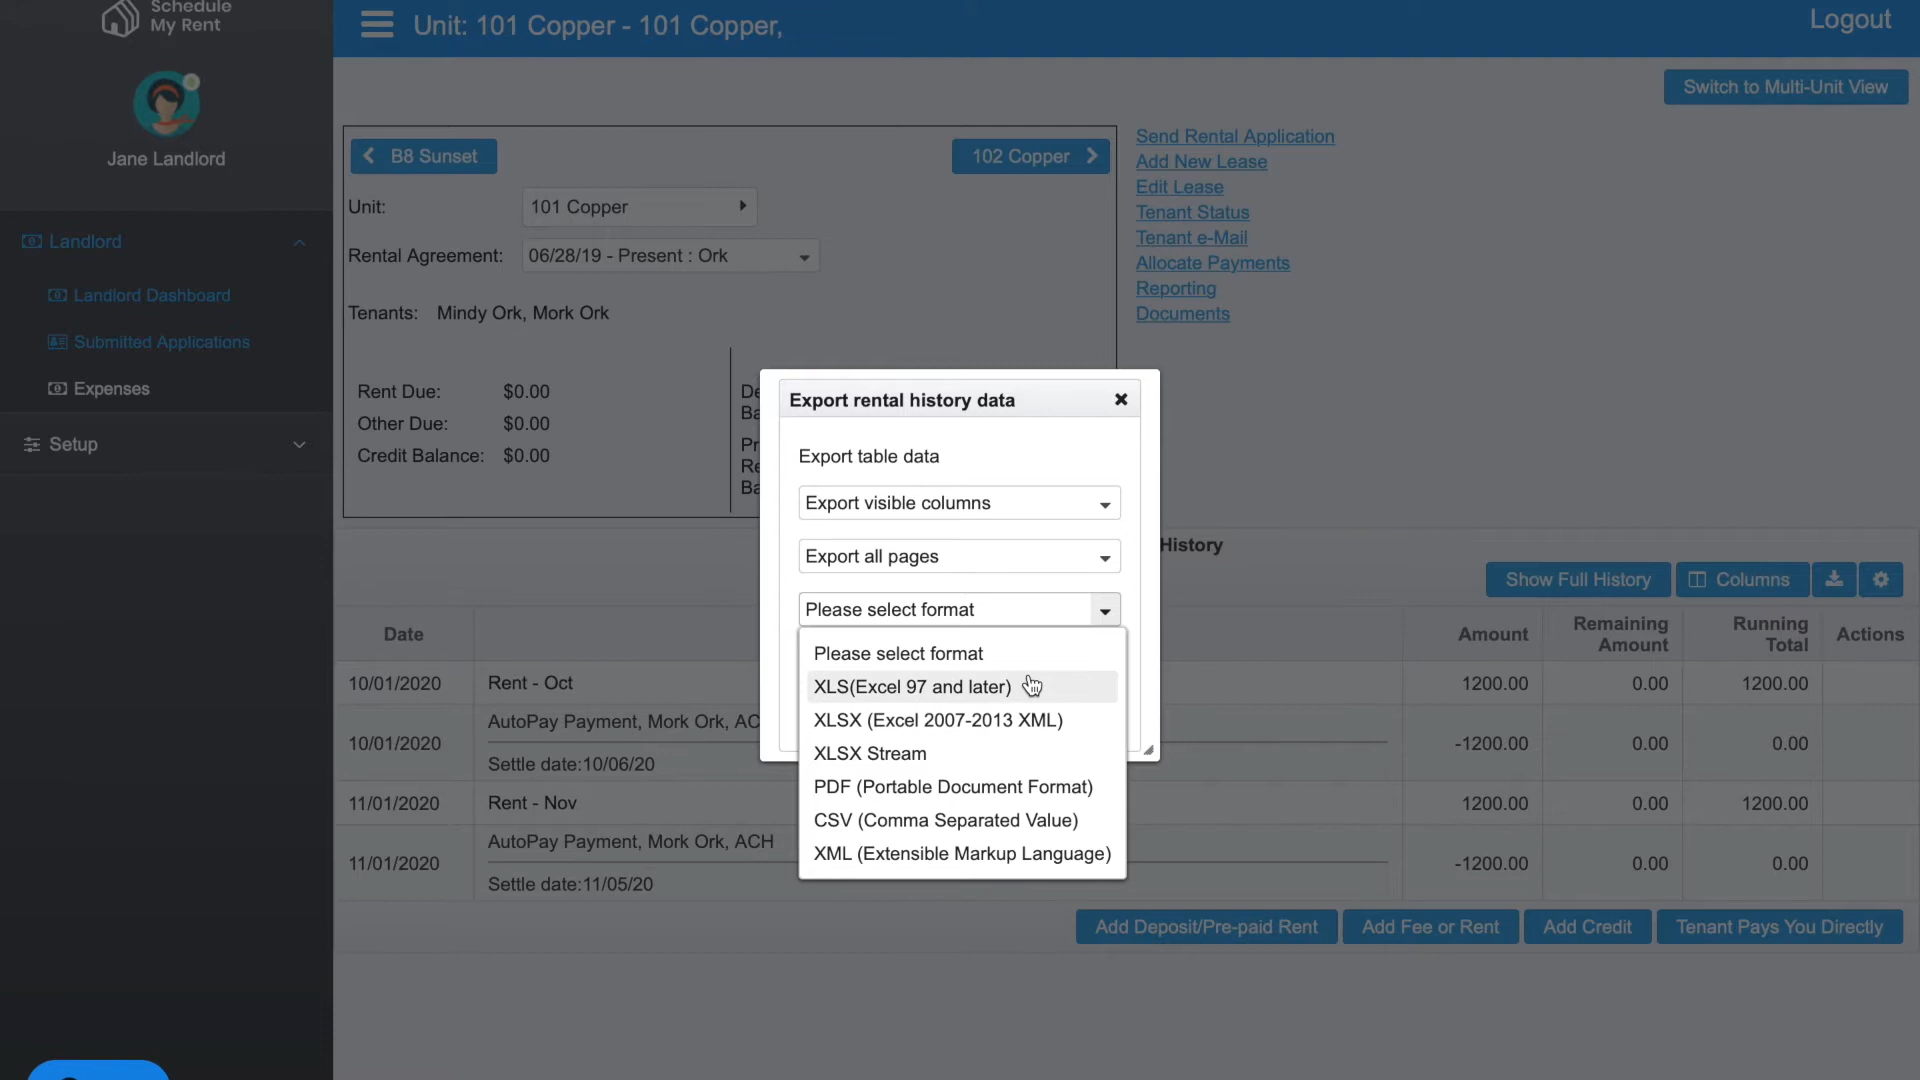 Schedule
My Rent
Unit: 101 Copper - 101 Copper,
Logout
Switch to Multi-Unit View
Jane Landlord
Landlord
Landlord Dashboard
Submitted Applications
Expenses
Setup
B8 Sunset
102 Copper
Unit:
101 Copper
Rental Agreement:
06/28/19 - Present : Ork
Tenants: Mindy Ork, Mork Ork
Rent Due: $0.00
Other Due: $0.00
Credit Balance: $0.00
De
Ba
Pr
Re
Ba
Send Rental Application
Add New Lease
Edit Lease
Tenant Status
Tenant e-Mail
Allocate Payments
Reporting
Documents
Export rental history data
Export table data
Export visible columns
Export all pages
Please select format
Please select format
XLS(Excel 97 and later)
XLSX (Excel 2007-2013 XML)
XLSX Stream
PDF (Portable Document Format)
CSV (Comma Separated Value)
XML (Extensible Markup Language)
History
Show Full History
Columns
Date Amount Remaining Amount Running Total Actions
10/01/2020 Rent - Oct 1200.00 0.00 1200.00
10/01/2020 AutoPay Payment, Mork Ork, AC -1200.00 0.00 0.00
Settle date:10/06/20
11/01/2020 Rent - Nov 1200.00 0.00 1200.00
11/01/2020 AutoPay Payment, Mork Ork, ACH -1200.00 0.00 0.00
Settle date:11/05/20
Add Deposit/Pre-paid Rent
Add Fee or Rent
Add Credit
Tenant Pays You Directly